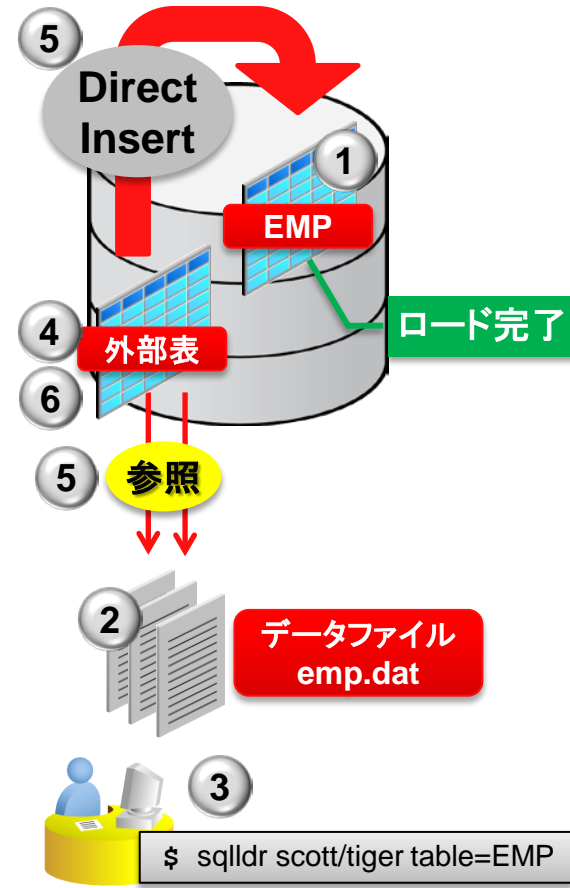 5
Direct
Insert
1
EMP
ロード完了
4
外部表
6
5
参照
2
データファイル
emp.dat
3
$ sqlldr scott/tiger table=EMP